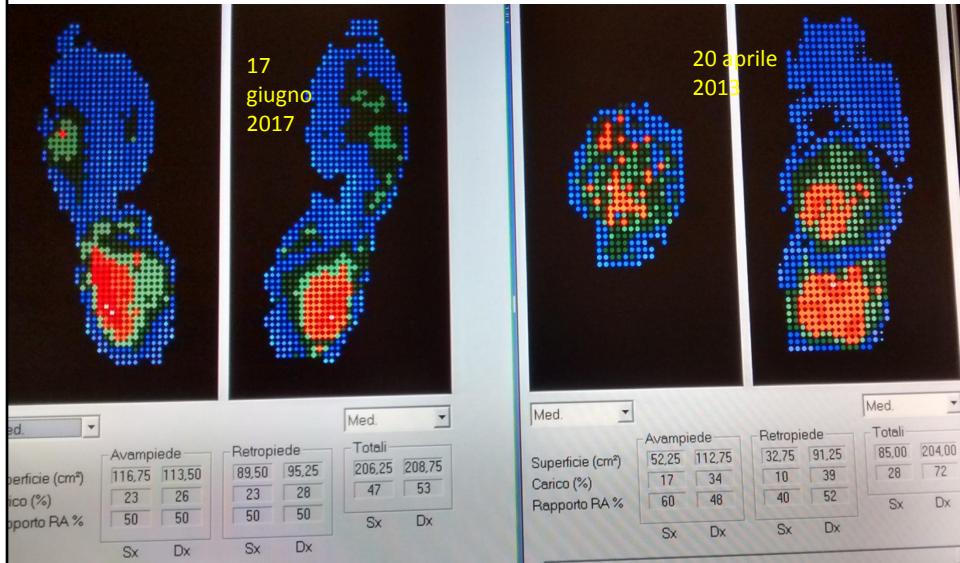 17
giugno
2017
20 aprile
2013
ed.
Med.
Avampiede Retropiede Totali
perficie (cm²) 116,75 113,50 89,50 95,25 206,25 208,75
rico (%) 23 26 23 28 47 53
pporto RA % 50 50 50 50
Sx Dx Sx Dx Sx Dx
Med.
Med.
Avampiede Retropiede Totali
Superficie (cm²) 52,25 112,75 32,75 91,25 85,00 204,00
Carico (%) 17 34 10 39 28 72
Rapporto RA % 60 48 40 52
Sx Dx Sx Dx Sx Dx